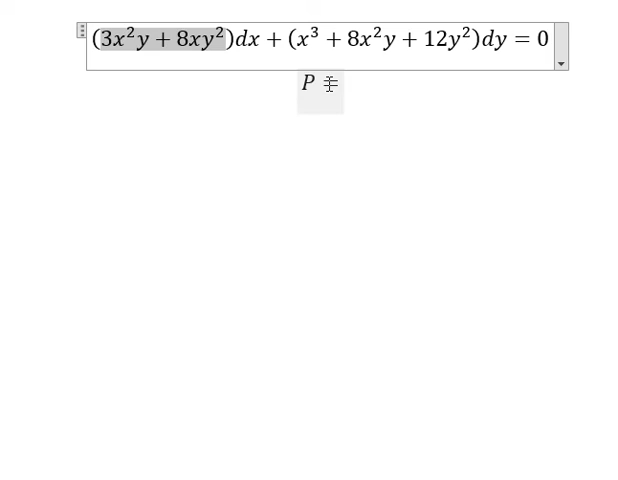 (3x²y + 8xy²)dx + (x³ + 8x²y + 12y²)dy = 0
P =